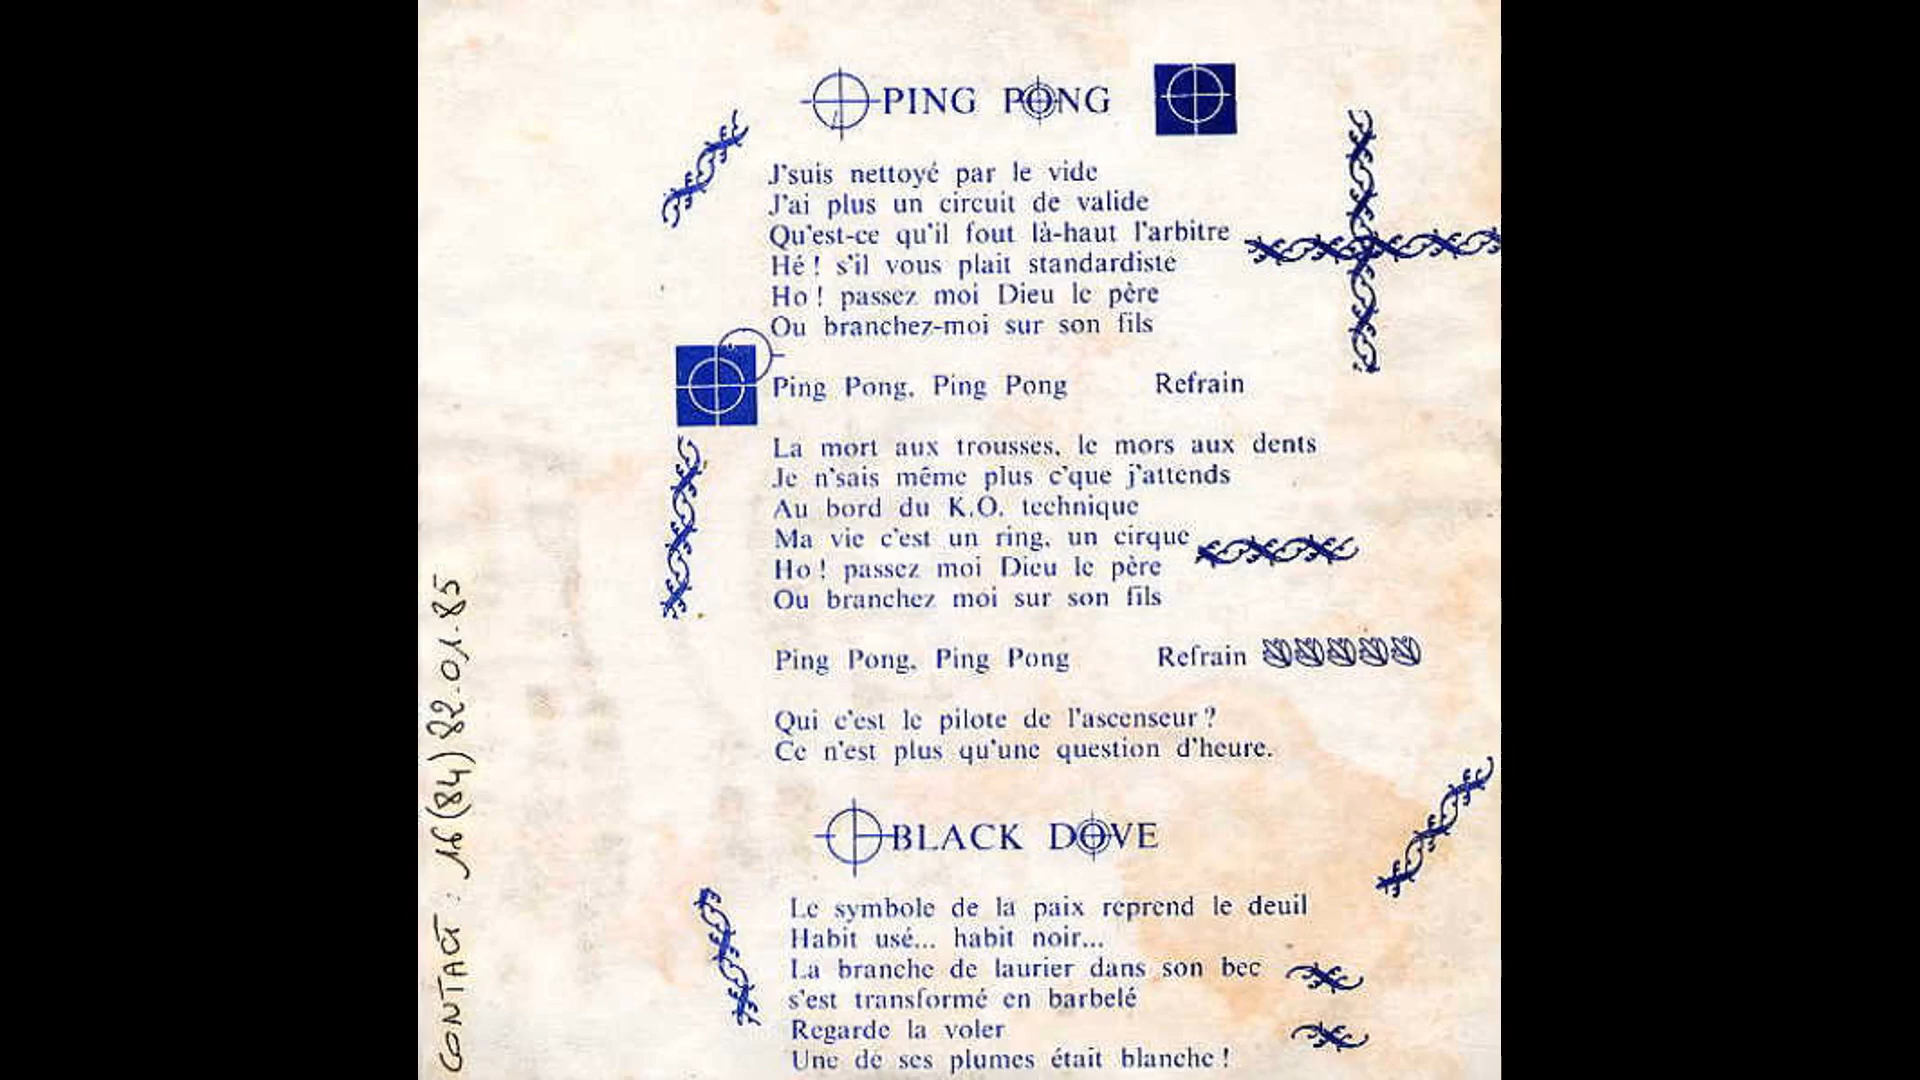 PING PONG
J'suis nettoyé par le vide
J'ai plus un circuit de valide
Qu'est-ce qu'il fout là-haut l'arbitre
Hé ! s'il vous plait standardiste
Ho ! passez moi Dieu le père
Ou branchez-moi sur son fils
Ping Pong, Ping Pong Refrain
La mort aux trousses, le mors aux dents
Je n'sais même plus c'que j'attends
Au bord du K.O. technique
Ma vie c'est un ring, un cirque
Ho ! passez moi Dieu le père
Ou branchez moi sur son fils
Ping Pong, Ping Pong Refrain
Qui c'est le pilote de l'ascenseur ?
Ce n'est plus qu'une question d'heure.
BLACK DOVE
Le symbole de la paix reprend le deuil
Habit usé... habit noir...
La branche de laurier dans son bec
s'est transformé en barbelé
Regarde la voler
Une de ses plumes était blanche !
CONTACT : 16 (84) 82.01.85